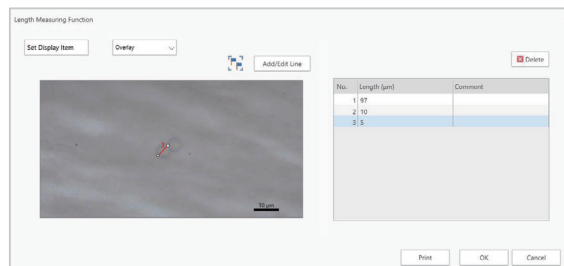 Length Measuring Function
Set Display Item
Overlay
Add/Edit Line
Delete
No. Length (µm) Comment
1 97
2 10
3 5
10 µm
Print OK Cancel